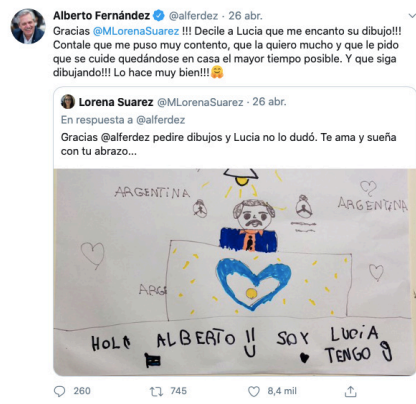 Alberto Fernández @alferdez · 26 abr.
Gracias @MLorenaSuarez !!! Decile a Lucia que me encanto su dibujo!!!
Contale que me puso muy contento, que la quiero mucho y que le pido
que se cuide quedándose en casa el mayor tiempo posible. Y que siga
dibujando!!! Lo hace muy bien!!!
Lorena Suarez @MLorenaSuarez · 26 abr.
En respuesta a @alferdez
Gracias @alferdez pedire dibujos y Lucia no lo dudó. Te ama y sueña
con tu abrazo...
ARGENTINA
ARGENTINA
ARG
HOLA ALBERTO !! SOY LUCIA
TENGO 9
260 745 8,4 mil